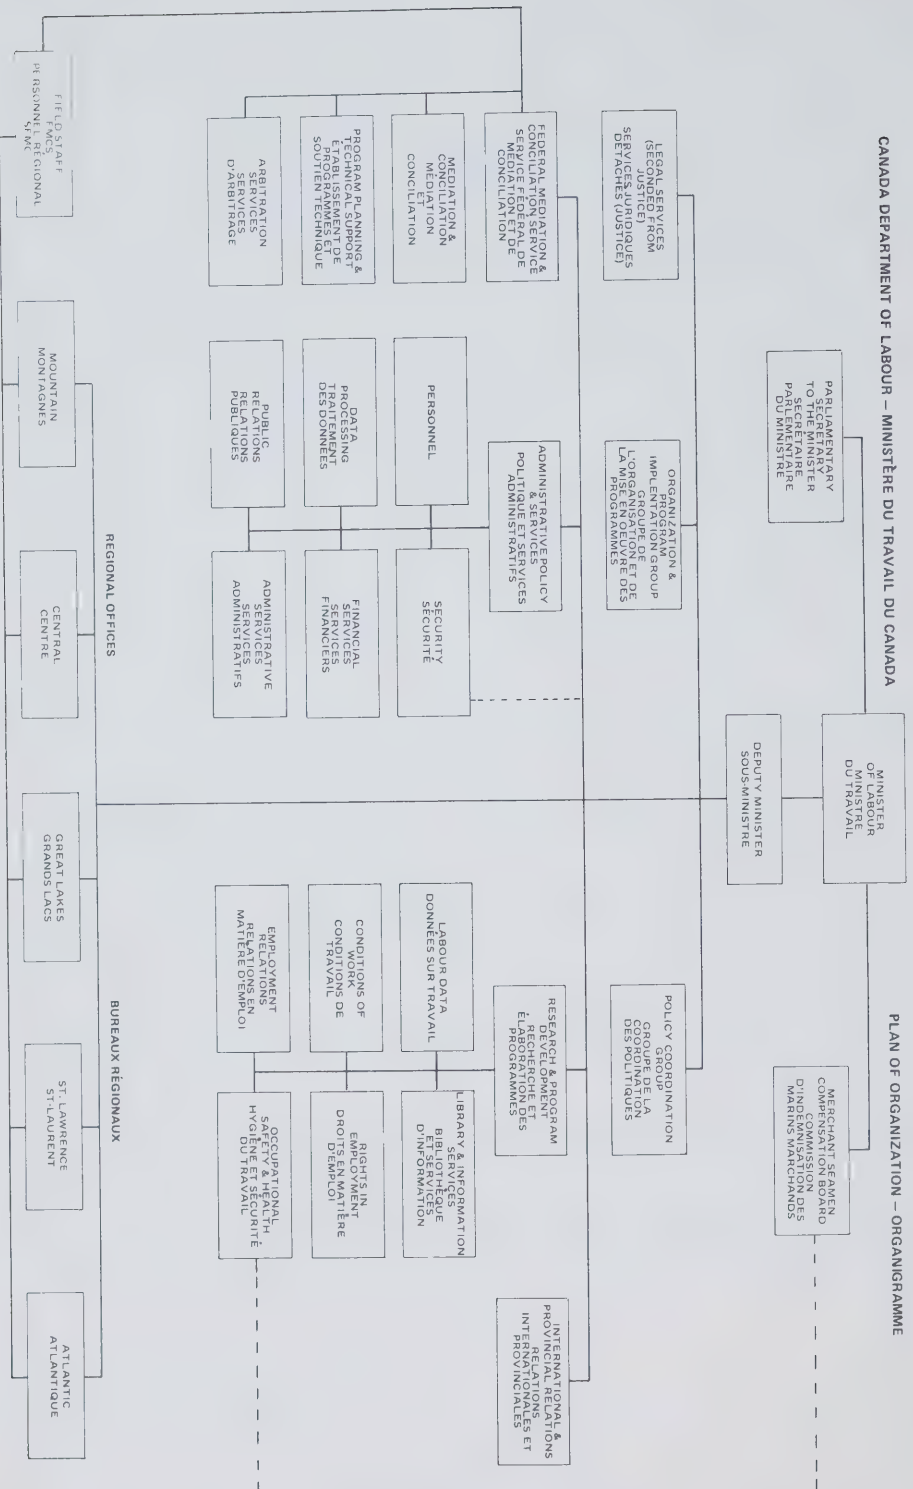 CANADA DEPARTMENT OF LABOUR – MINISTÈRE DU TRAVAIL DU CANADA
PLAN OF ORGANIZATION – ORGANIGRAMME
MINISTER
OF LABOUR
MINISTRE
DU TRAVAIL
PARLIAMENTARY
SECRETARY
TO THE MINISTER
SECRÉTAIRE
PARLEMENTAIRE
DU MINISTRE
MERCHANT SEAMEN
COMPENSATION BOARD
COMMISSION
D'INDEMNISATION DES
MARINS MARCHANDS
DEPUTY MINISTER
SOUS-MINISTRE
LEGAL SERVICES
(SECONDED FROM
JUSTICE)
SERVICES JURIDIQUES
DÉTACHÉS (JUSTICE)
ORGANIZATION &
PROGRAM
IMPLENTATION GROUP
GROUPE DE
L'ORGANISATION ET DE
LA MISE EN OEUVRE DES
PROGRAMMES
POLICY COORDINATION
GROUP
GROUPE DE LA
COORDINATION
DES POLITIQUES
FEDERAL MEDIATION &
CONCILIATION SERVICE
SERVICE FÉDÉRAL DE
MÉDIATION ET DE
CONCILIATION
ADMINISTRATIVE POLICY
& SERVICES
POLITIQUE ET SERVICES
ADMINISTRATIFS
RESEARCH & PROGRAM
DEVELOPMENT
RECHERCHE ET
ÉLABORATION DES
PROGRAMMES
INTERNATIONAL &
PROVINCIAL RELATIONS
RELATIONS
INTERNATIONALES ET
PROVINCIALES
MEDIATION &
CONCILIATION
MÉDIATION
ET
CONCILIATION
PERSONNEL
SECURITY
SÉCURITÉ
LABOUR DATA
DONNÉES SUR TRAVAIL
LIBRARY & INFORMATION
SERVICES
BIBLIOTHÈQUE
ET SERVICES
D'INFORMATION
PROGRAM PLANNING &
TECHNICAL SUPPORT
ÉTABLISSEMENT DE
PROGRAMMES ET
SOUTIEN TECHNIQUE
DATA
PROCESSING
TRAITEMENT
DES DONNÉES
FINANCIAL
SERVICES
SERVICES
FINANCIERS
CONDITIONS OF
WORK
CONDITIONS DE
TRAVAIL
RIGHTS IN
EMPLOYMENT
DROITS EN MATIÈRE
D'EMPLOI
ARBITRATION
SERVICES
SERVICES
D'ARBITRAGE
PUBLIC
RELATIONS
RELATIONS
PUBLIQUES
ADMINISTRATIVE
SERVICES
SERVICES
ADMINISTRATIFS
EMPLOYMENT
RELATIONS
RELATIONS EN
MATIÈRE D'EMPLOI
OCCUPATIONAL
SAFETY & HEALTH
HYGIÈNE ET SÉCURITÉ
DU TRAVAIL
REGIONAL OFFICES
BUREAUX RÉGIONAUX
FIELD STAFF
FMCS
PERSONNEL RÉGIONAL
SFMC
MOUNTAIN
MONTAGNES
CENTRAL
CENTRE
GREAT LAKES
GRANDS LACS
ST. LAWRENCE
ST-LAURENT
ATLANTIC
ATLANTIQUE